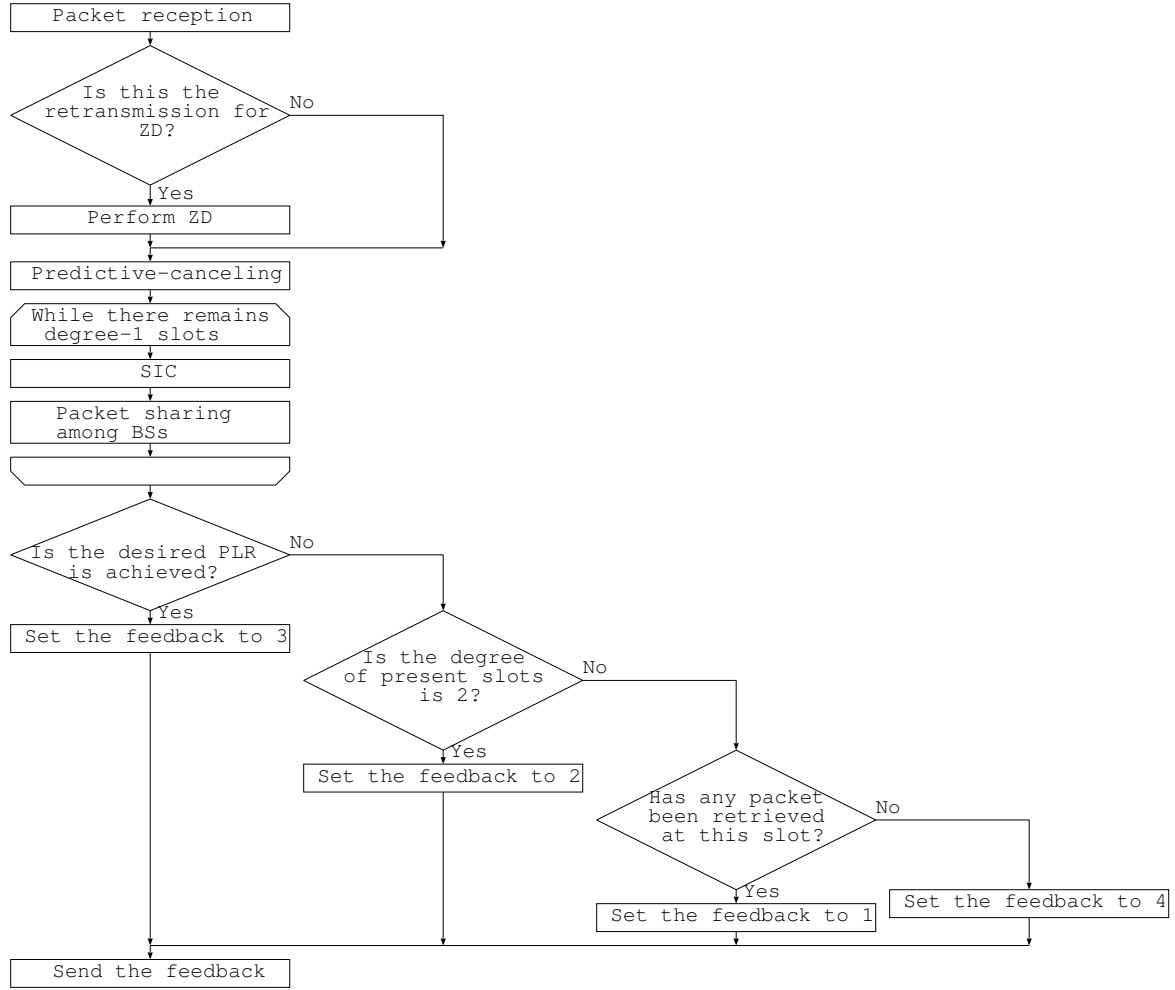 Packet reception
Is this the
retransmission for
ZD?
No
Yes
Perform ZD
Predictive-canceling
While there remains
degree-1 slots
SIC
Packet sharing
among BSs
Is the desired PLR
is achieved?
No
Yes
Set the feedback to 3
Is the degree
of present slots
is 2?
No
Yes
Set the feedback to 2
Has any packet
been retrieved
at this slot?
No
Yes
Set the feedback to 1
Set the feedback to 4
Send the feedback